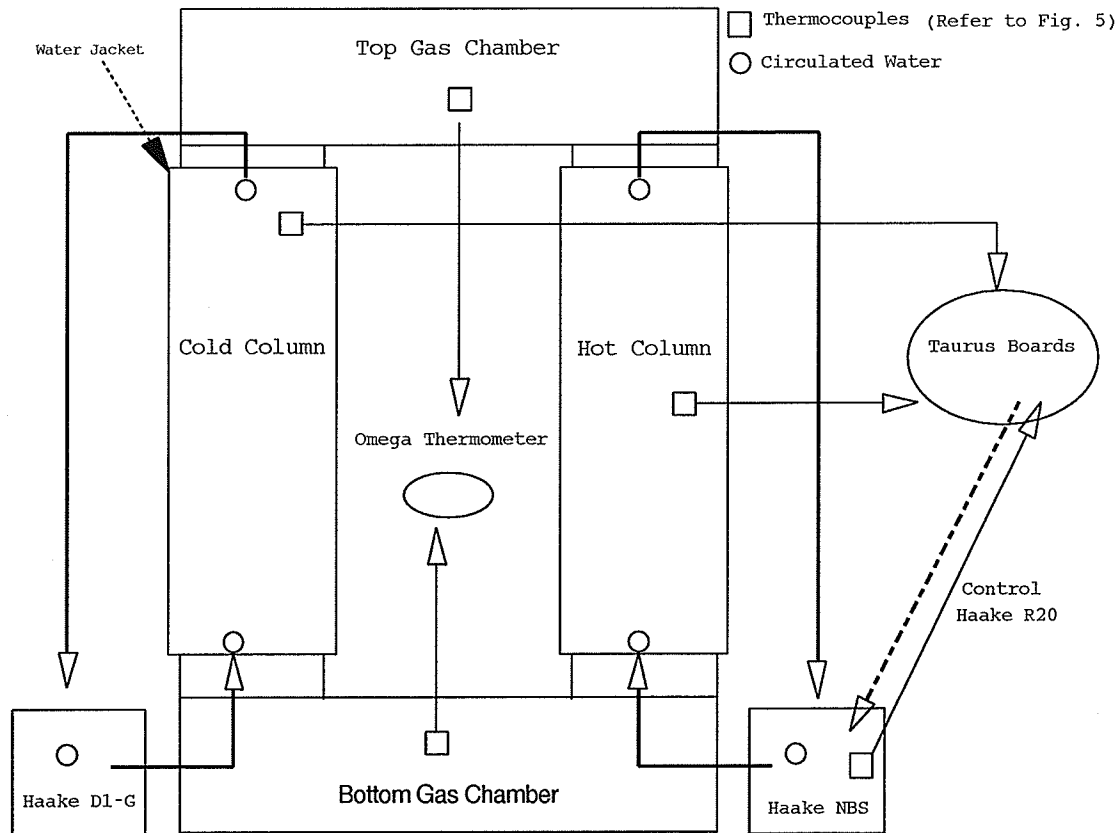 Thermocouples (Refer to Fig. 5)
Water Jacket
Top Gas Chamber
Circulated Water
Cold Column
Hot Column
Taurus Boards
Omega Thermometer
Control
Haake R20
Haake D1-G
Bottom Gas Chamber
Haake NBS